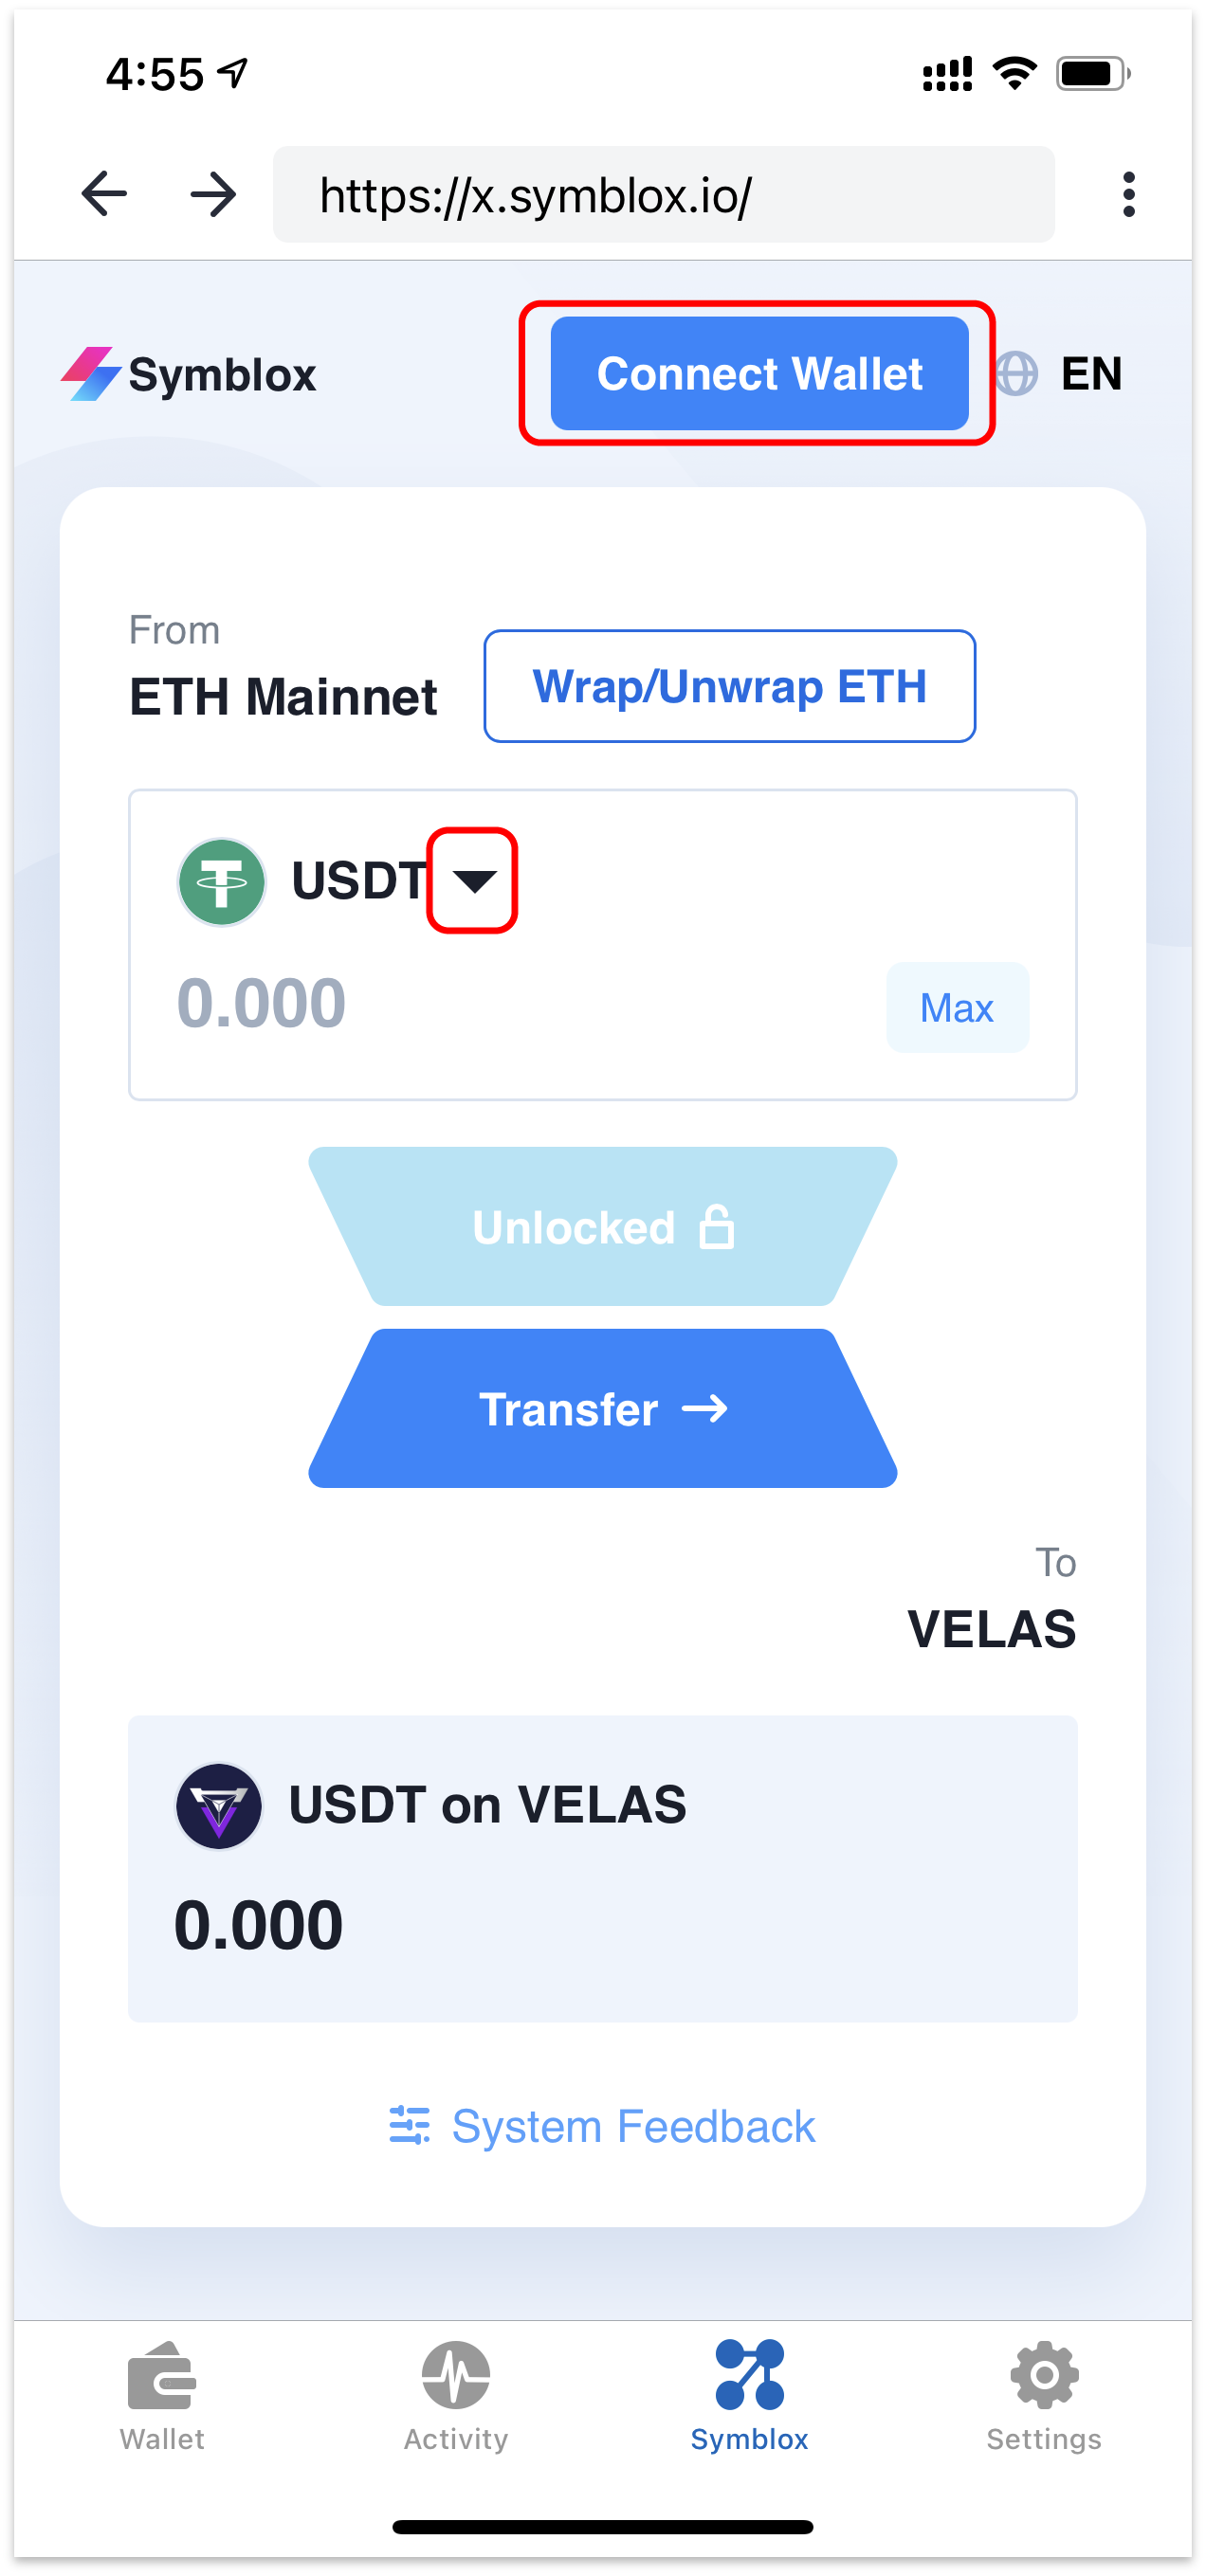 4:55
https://x.symblox.io/
Symblox
Connect Wallet
EN
From
ETH Mainnet
Wrap/Unwrap ETH
USDT
0.000
Max
Unlocked
Transfer →
To
VELAS
USDT on VELAS
0.000
System Feedback
Wallet
Activity
Symblox
Settings